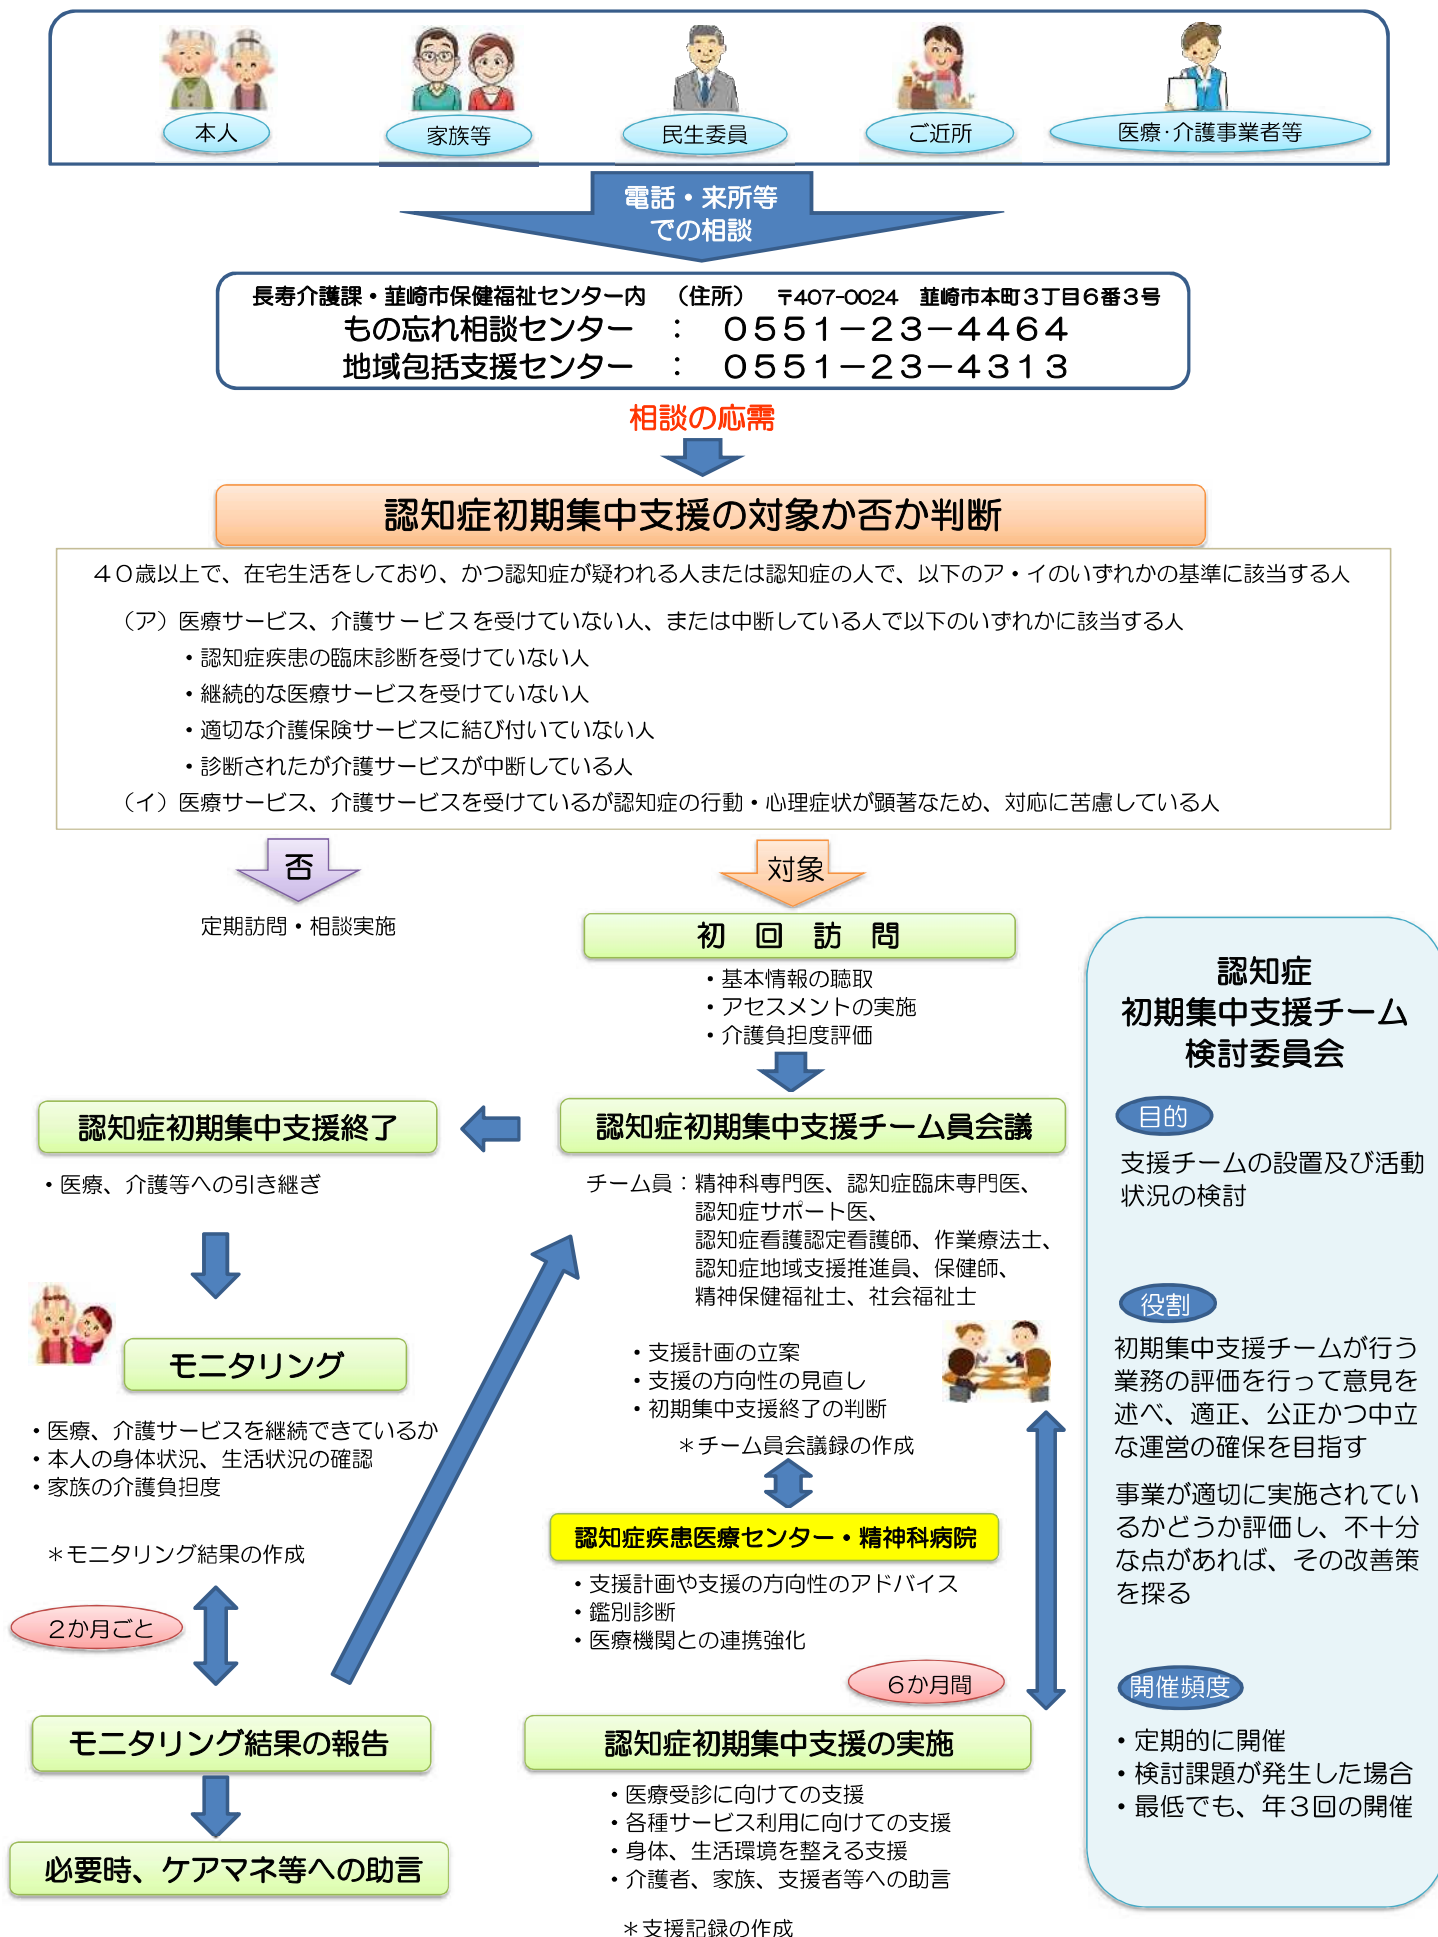 本人
家族等
民生委員
ご近所
医療・介護事業者等
電話・来所等
での相談
長寿介護課・韮崎市保健福祉センター内　（住所）　〒407-0024　韮崎市本町３丁目６番３号
もの忘れ相談センター　：　０５５１－２３－４４６４
地域包括支援センター　：　０５５１－２３－４３１３
相談の応需
認知症初期集中支援の対象か否か判断
４０歳以上で、在宅生活をしており、かつ認知症が疑われる人または認知症の人で、以下のア・イのいずれかの基準に該当する人
（ア）医療サービス、介護サービスを受けていない人、または中断している人で以下のいずれかに該当する人
・認知症疾患の臨床診断を受けていない人
・継続的な医療サービスを受けていない人
・適切な介護保険サービスに結び付いていない人
・診断されたが介護サービスが中断している人
（イ）医療サービス、介護サービスを受けているが認知症の行動・心理症状が顕著なため、対応に苦慮している人
否
定期訪問・相談実施
対象
初　回　訪　問
・基本情報の聴取
・アセスメントの実施
・介護負担度評価
認知症初期集中支援チーム員会議
チーム員：精神科専門医、認知症臨床専門医、
認知症サポート医、
認知症看護認定看護師、作業療法士、
認知症地域支援推進員、保健師、
精神保健福祉士、社会福祉士
・支援計画の立案
・支援の方向性の見直し
・初期集中支援終了の判断
＊チーム員会議録の作成
認知症疾患医療センター・精神科病院
・支援計画や支援の方向性のアドバイス
・鑑別診断
・医療機関との連携強化
６か月間
認知症初期集中支援の実施
・医療受診に向けての支援
・各種サービス利用に向けての支援
・身体、生活環境を整える支援
・介護者、家族、支援者等への助言
＊支援記録の作成
認知症初期集中支援終了
・医療、介護等への引き継ぎ
モニタリング
・医療、介護サービスを継続できているか
・本人の身体状況、生活状況の確認
・家族の介護負担度
＊モニタリング結果の作成
２か月ごと
モニタリング結果の報告
必要時、ケアマネ等への助言
認知症
初期集中支援チーム
検討委員会
目的
支援チームの設置及び活動
状況の検討
役割
初期集中支援チームが行う
業務の評価を行って意見を
述べ、適正、公正かつ中立
な運営の確保を目指す
事業が適切に実施されてい
るかどうか評価し、不十分
な点があれば、その改善策
を探る
開催頻度
・定期的に開催
・検討課題が発生した場合
・最低でも、年３回の開催